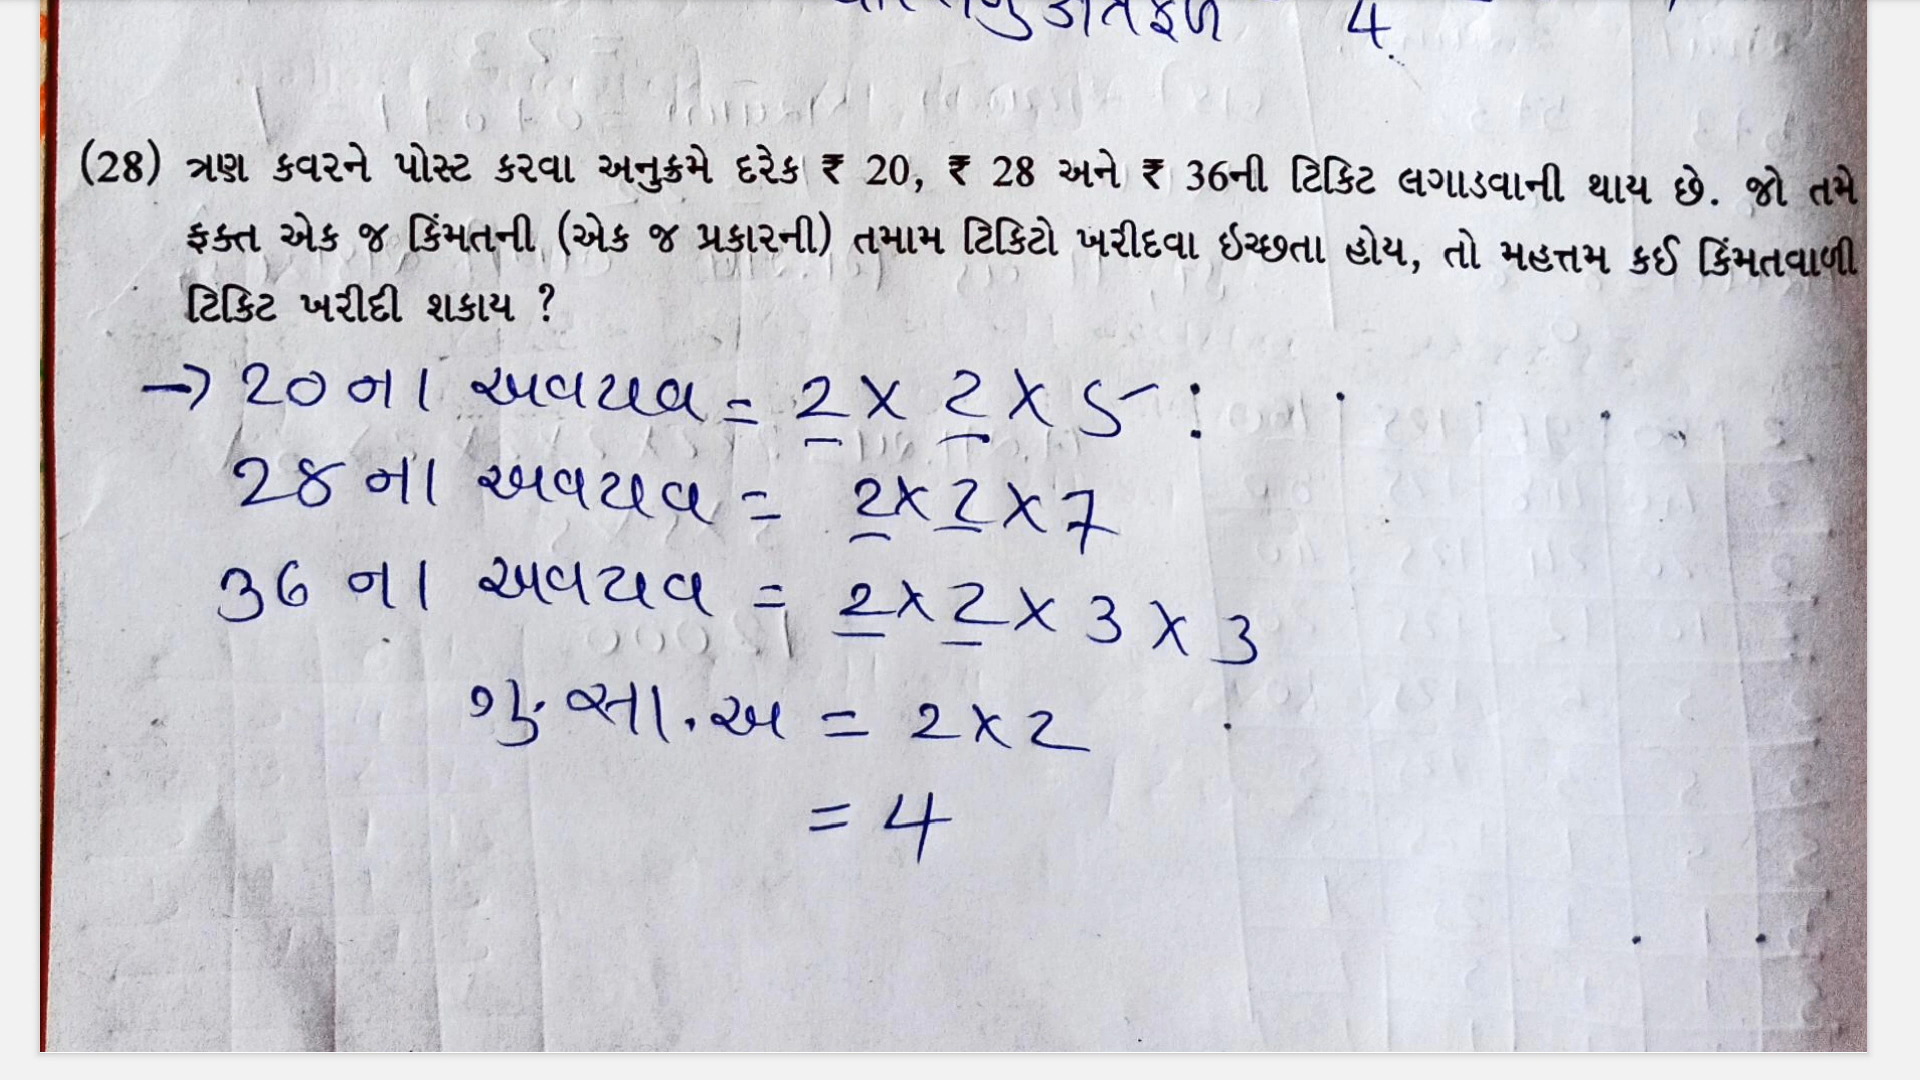 4
(28) ત્રણ કવરને પોસ્ટ કરવા અનુક્રમે દરેક ₹ 20, ₹ 28 અને ₹ 36ની ટિકિટ લગાડવાની થાય છે. જો તમે
ફક્ત એક જ કિંમતની (એક જ પ્રકારની) તમામ ટિકિટો ખરીદવા ઇચ્છતા હોય, તો મહત્તમ કઈ કિંમતવાળી
ટિકિટ ખરીદી શકાય ?
→ 20 ના અવયવ = 2 × 2 × 5
28 ના અવયવ = 2 × 2 × 7
36 ના અવયવ = 2 × 2 × 3 × 3
ગુ. સા. અ = 2 × 2
= 4